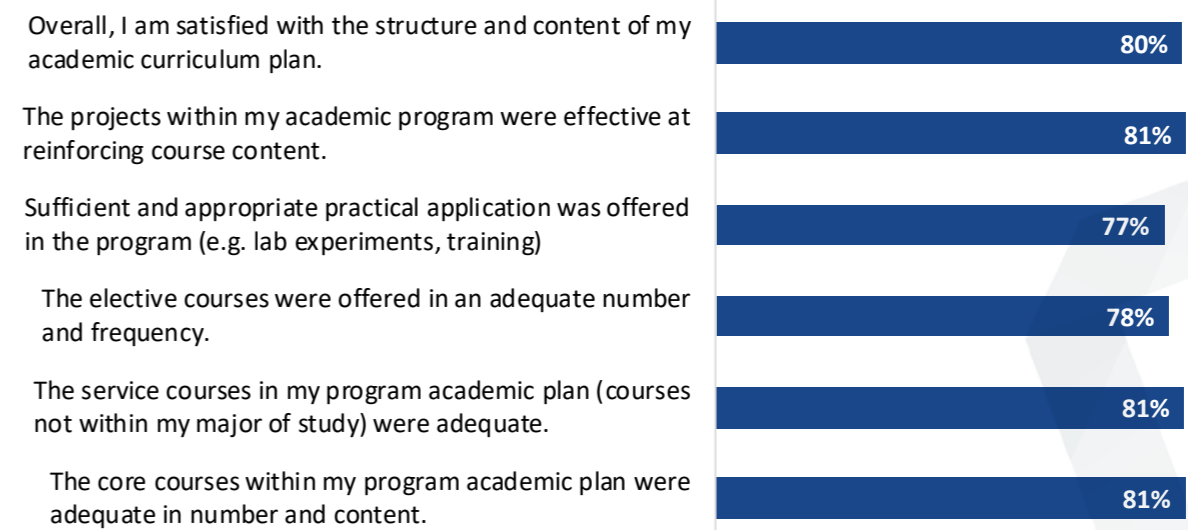 Overall, I am satisfied with the structure and content of my
academic curriculum plan.
80%
The projects within my academic program were effective at
reinforcing course content.
81%
Sufficient and appropriate practical application was offered
in the program (e.g. lab experiments, training)
77%
The elective courses were offered in an adequate number
and frequency.
78%
The service courses in my program academic plan (courses
not within my major of study) were adequate.
81%
The core courses within my program academic plan were
adequate in number and content.
81%